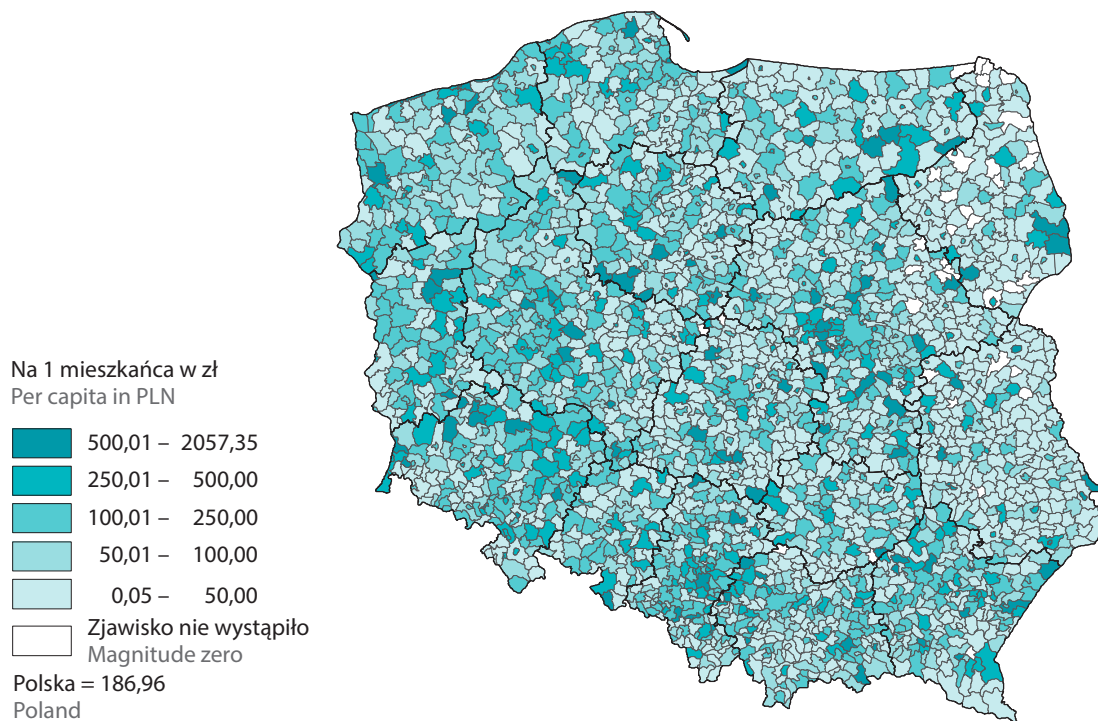 Na 1 mieszkańca w zł
Per capita in PLN
500,01 – 2057,35
250,01 – 500,00
100,01 – 250,00
50,01 – 100,00
0,05 – 50,00
Zjawisko nie wystąpiło
Magnitude zero
Polska = 186,96
Poland